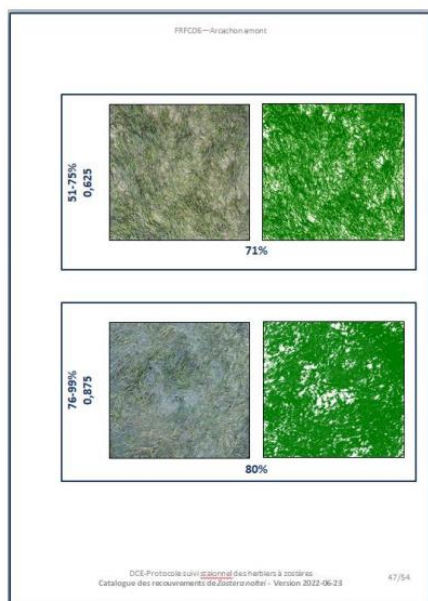 FRFC06—Arcachon amont
51-75%
0,625
71%
76-99%
0,875
80%
DCE-Protocole suivi stationnel des herbiers à zostères
Catalogue des recouvrements de Zostera noltei - Version 2022-06-23
47/54